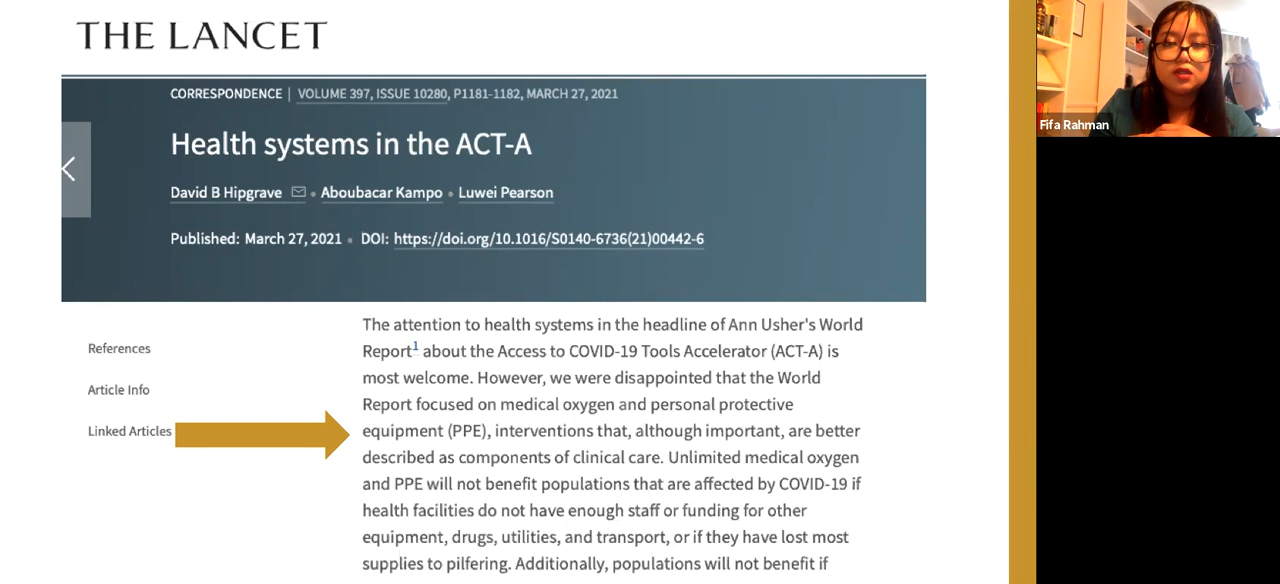 THE LANCET
CORRESPONDENCE | VOLUME 397, ISSUE 10280, P1181-1182, MARCH 27, 2021
Health systems in the ACT-A
David B Hipgrave • Aboubacar Kampo • Luwei Pearson
Published: March 27, 2021 • DOI: https://doi.org/10.1016/S0140-6736(21)00442-6
References
Article Info
Linked Articles
The attention to health systems in the headline of Ann Usher's World
Report1 about the Access to COVID-19 Tools Accelerator (ACT-A) is
most welcome. However, we were disappointed that the World
Report focused on medical oxygen and personal protective
equipment (PPE), interventions that, although important, are better
described as components of clinical care. Unlimited medical oxygen
and PPE will not benefit populations that are affected by COVID-19 if
health facilities do not have enough staff or funding for other
equipment, drugs, utilities, and transport, or if they have lost most
supplies to pilfering. Additionally, populations will not benefit if
Fifa Rahman